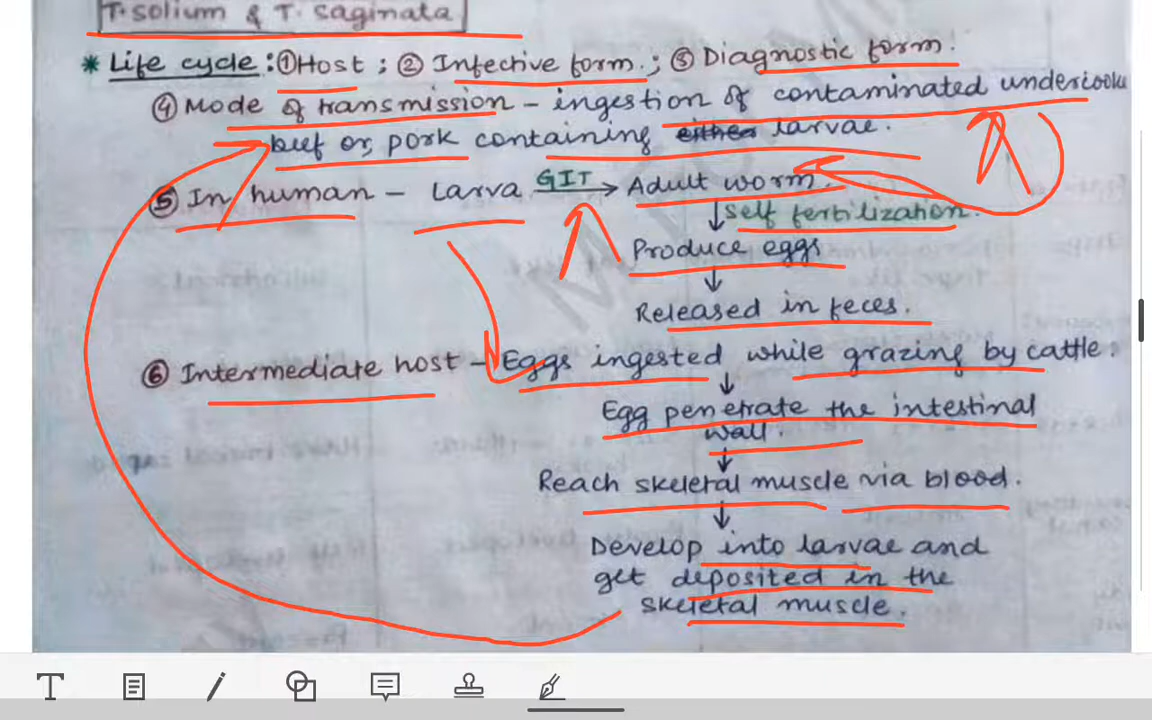 T. solium & T. saginata
* Life cycle: ① Host ; ② Infective form. ; ③ Diagnostic form.
④ Mode of transmission - ingestion of contaminated
beef or pork containing either larvae.
⑤ In human - Larva GIT → Adult worm.
↓ self fertilization.
Produce eggs
↓
Released in feces.
⑥ Intermediate host - Eggs ingested while grazing by cattle.
↓
Egg penetrate the intestinal
wall.
↓
Reach skeletal muscle via blood.
↓
Develop into larvae and
get deposited in the
skeletal muscle.
T